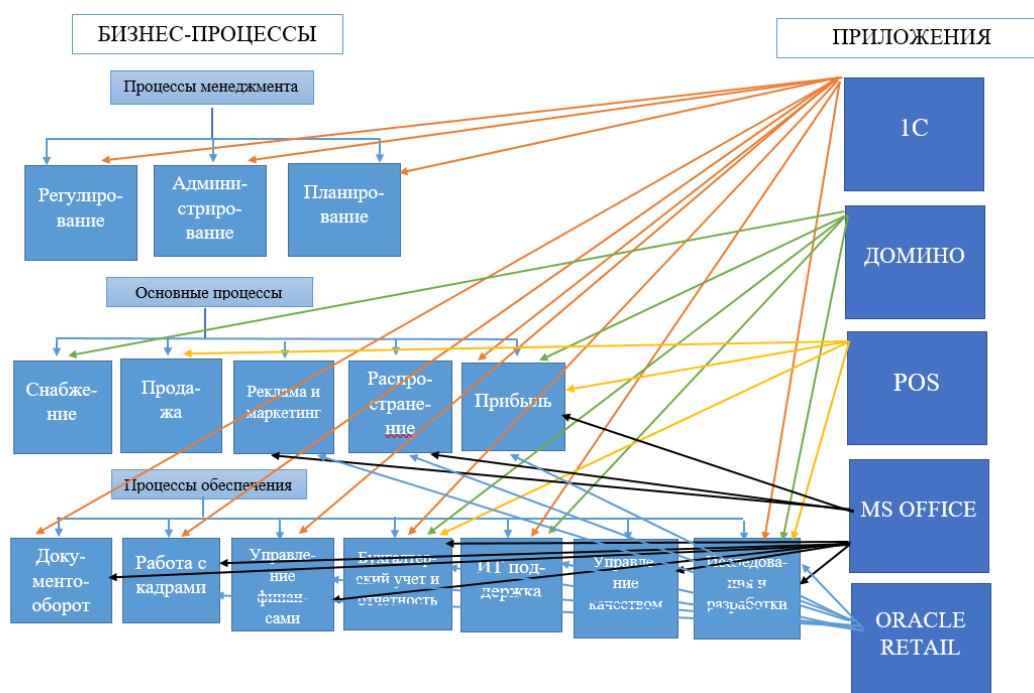 БИЗНЕС-ПРОЦЕССЫ
ПРИЛОЖЕНИЯ
Процессы менеджмента
Регулиро-
вание
Админи-
стриро-
вание
Планиро-
вание
Основные процессы
Снабже-
ние
Прода-
жа
Реклама и
маркетинг
Распро-
стране-
ние
Прибыль
Процессы обеспечения
Доку-
менто-
оборот
Работа с
кадрами
Управле-
ние
финан-
сами
Бухгалтер-
ский учет и
отчетность
ИТ под-
держка
Управле-
ние
качеством
Исследова-
ния и
разработки
1С
ДОМИНО
POS
MS OFFICE
ORACLE
RETAIL